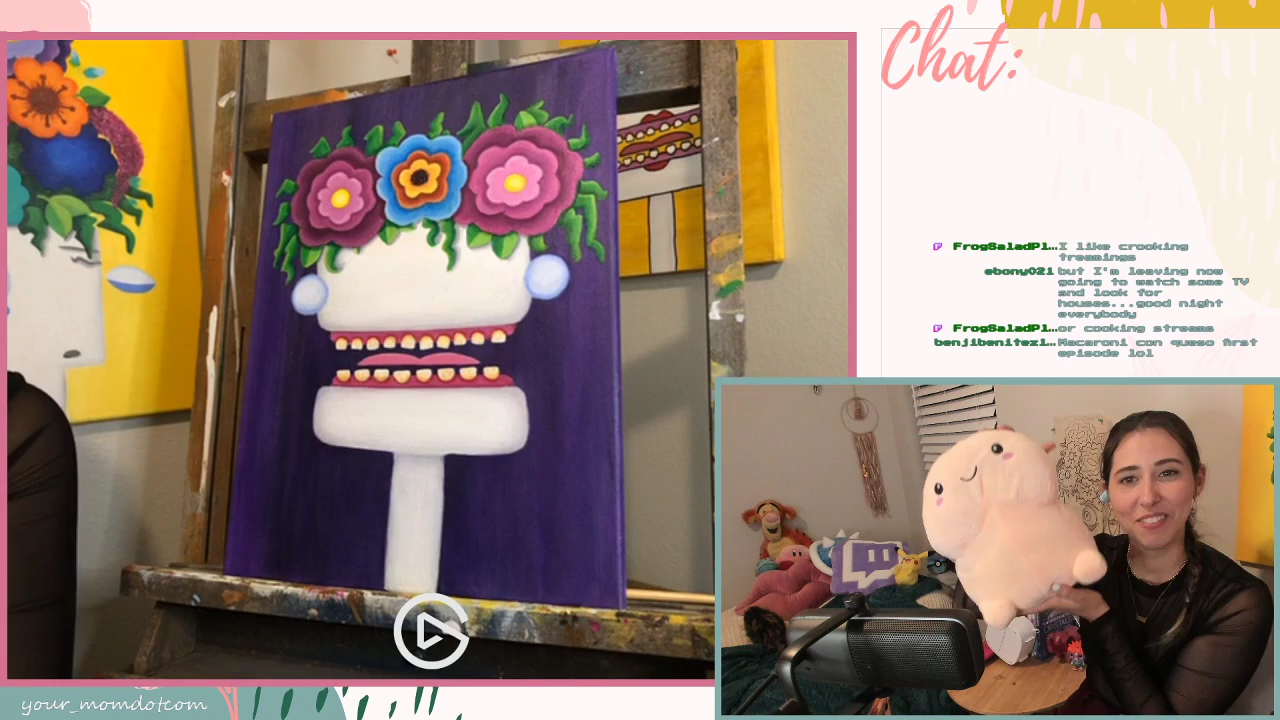 Chat:
FrogSaladPl…I like crocking
treamings
ebony021 but I'm leaving now
going to watch some TV
and look for
houses...good night
everybody
FrogSaladPl…or cooking streams
benjibenitezl…Macaroni con queso first
episode lol
your_momdotcom